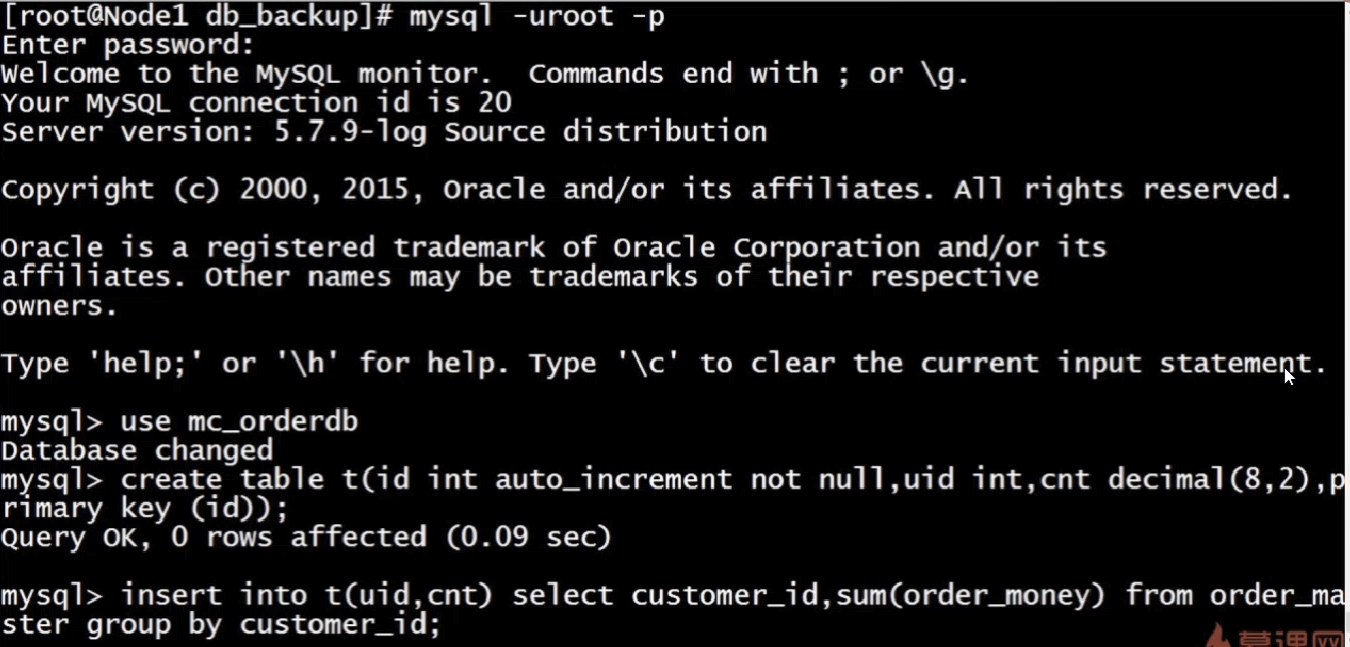 [root@Node1 db_backup]# mysql -uroot -p
Enter password:
Welcome to the MySQL monitor.  Commands end with ; or \g.
Your MySQL connection id is 20
Server version: 5.7.9-log Source distribution
Copyright (c) 2000, 2015, Oracle and/or its affiliates. All rights reserved.
Oracle is a registered trademark of Oracle Corporation and/or its
affiliates. Other names may be trademarks of their respective
owners.
Type 'help;' or '\h' for help. Type '\c' to clear the current input statement.
mysql> use mc_orderdb
Database changed
mysql> create table t(id int auto_increment not null,uid int,cnt decimal(8,2),p
rimary key (id));
Query OK, 0 rows affected (0.09 sec)
mysql> insert into t(uid,cnt) select customer_id,sum(order_money) from order_ma
ster group by customer_id;
慕课网